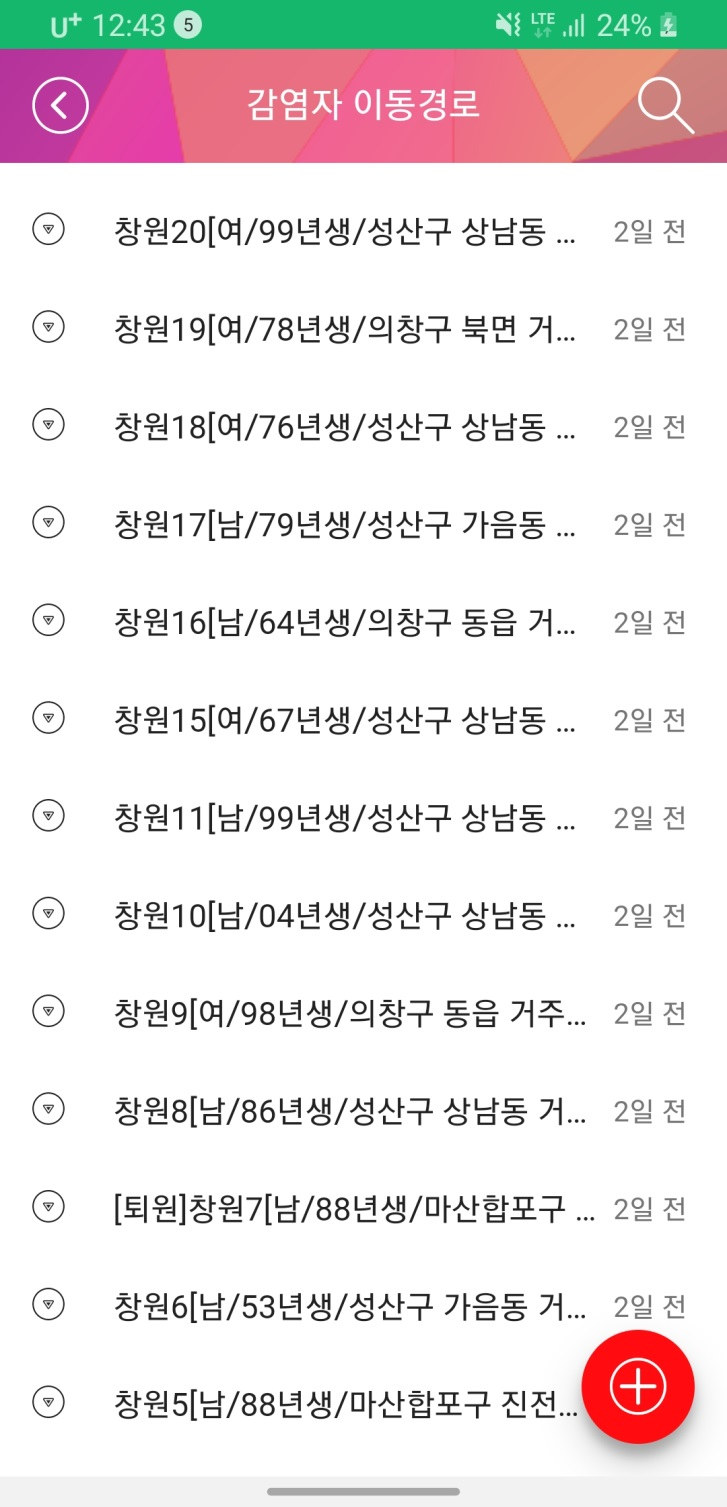 U+ 12:43 5 LTE 24%
감염자 이동경로
창원20[여/99년생/성산구 상남동 ... 2일 전
창원19[여/78년생/의창구 북면 거... 2일 전
창원18[여/76년생/성산구 상남동 ... 2일 전
창원17[남/79년생/성산구 가음동 ... 2일 전
창원16[남/64년생/의창구 동읍 거... 2일 전
창원15[여/67년생/성산구 상남동 ... 2일 전
창원11[남/99년생/성산구 상남동 ... 2일 전
창원10[남/04년생/성산구 상남동 ... 2일 전
창원9[여/98년생/의창구 동읍 거주... 2일 전
창원8[남/86년생/성산구 상남동 거... 2일 전
[퇴원]창원7[남/88년생/마산합포구 ... 2일 전
창원6[남/53년생/성산구 가음동 거... 2일 전
창원5[남/88년생/마산합포구 진전...